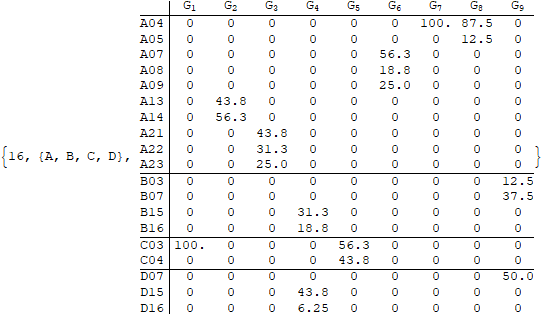 G1 G2 G3 G4 G5 G6 G7 G8 G9
A04 0 0 0 0 0 0 100. 87.5 0
A05 0 0 0 0 0 0 0 12.5 0
A07 0 0 0 0 0 56.3 0 0 0
A08 0 0 0 0 0 18.8 0 0 0
A09 0 0 0 0 0 25.0 0 0 0
A13 0 43.8 0 0 0 0 0 0 0
A14 0 56.3 0 0 0 0 0 0 0
A21 0 0 43.8 0 0 0 0 0 0
A22 0 0 31.3 0 0 0 0 0 0
{16, {A, B, C, D}, A23 0 0 25.0 0 0 0 0 0 0 }
B03 0 0 0 0 0 0 0 0 12.5
B07 0 0 0 0 0 0 0 0 37.5
B15 0 0 0 31.3 0 0 0 0 0
B16 0 0 0 18.8 0 0 0 0 0
C03 100. 0 0 0 56.3 0 0 0 0
C04 0 0 0 0 43.8 0 0 0 0
D07 0 0 0 0 0 0 0 0 50.0
D15 0 0 0 43.8 0 0 0 0 0
D16 0 0 0 6.25 0 0 0 0 0